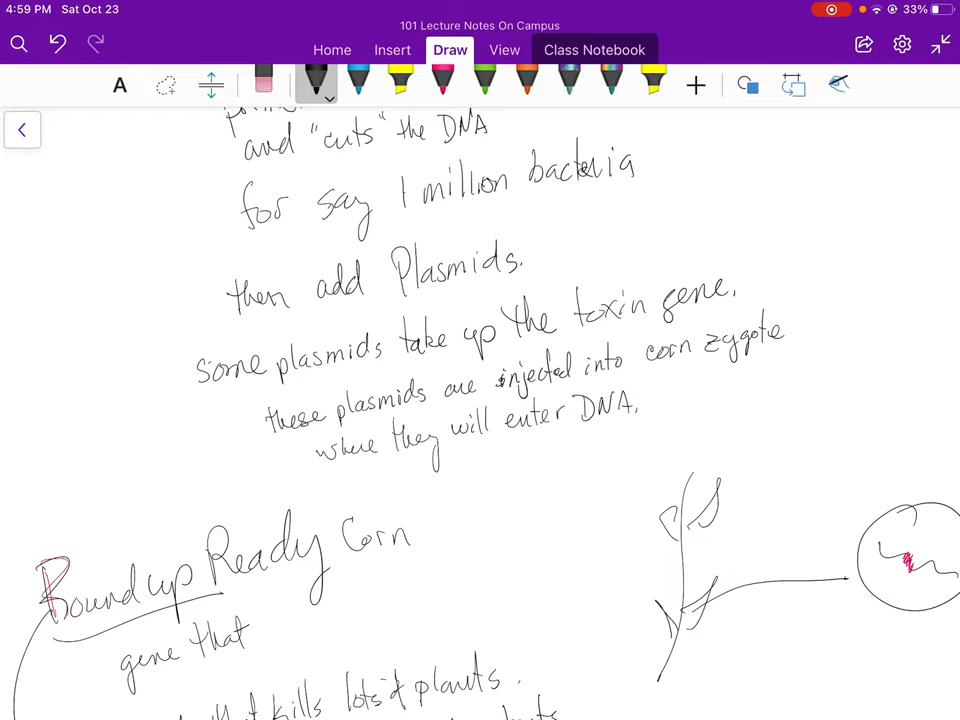 4:59 PM Sat Oct 23
33%
101 Lecture Notes On Campus
Home Insert Draw View Class Notebook
A
and "cuts" the DNA
for say 1 million bacteria
then add Plasmids.
some plasmids take up the toxin gene.
these plasmids are injected into corn zygote
where they will enter DNA.
Roundup Ready Corn
gene that
that kills lots of plants.